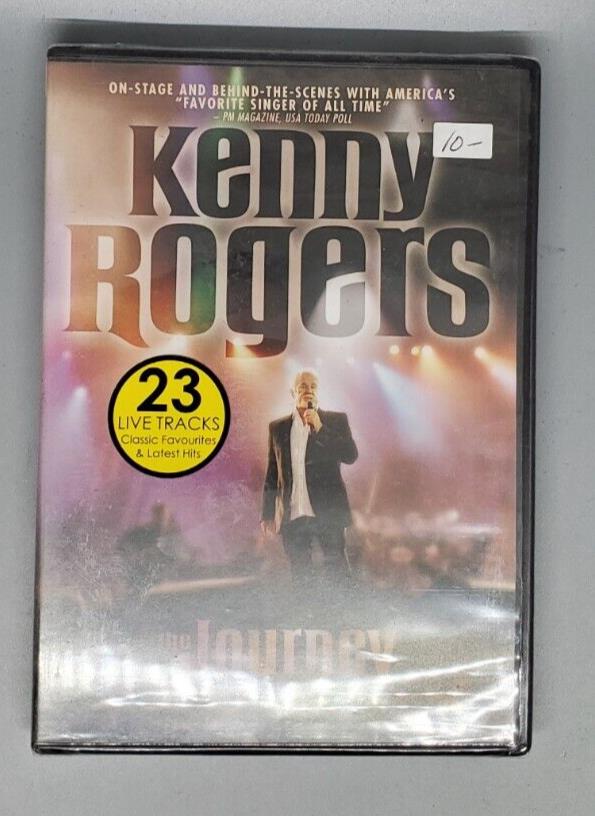 ON-STAGE AND BEHIND-THE-SCENES WITH AMERICA'S
"FAVORITE SINGER OF ALL TIME"
– PM MAGAZINE, USA TODAY POLL
10–
Kenny
Rogers
23
LIVE TRACKS
Classic Favourites
& Latest Hits
the Journey